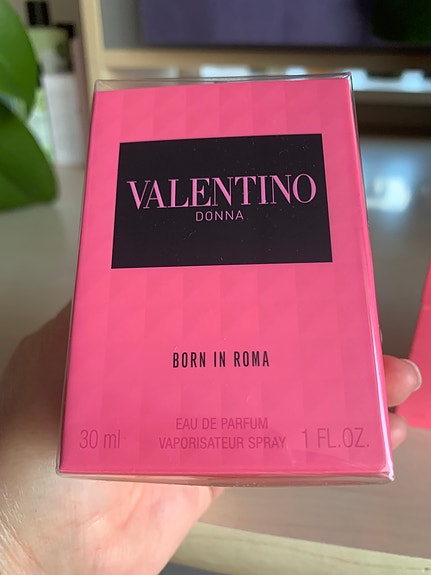 VALENTINO
DONNA
BORN IN ROMA
EAU DE PARFUM
30 ml VAPORISATEUR SPRAY 1 FL.OZ.